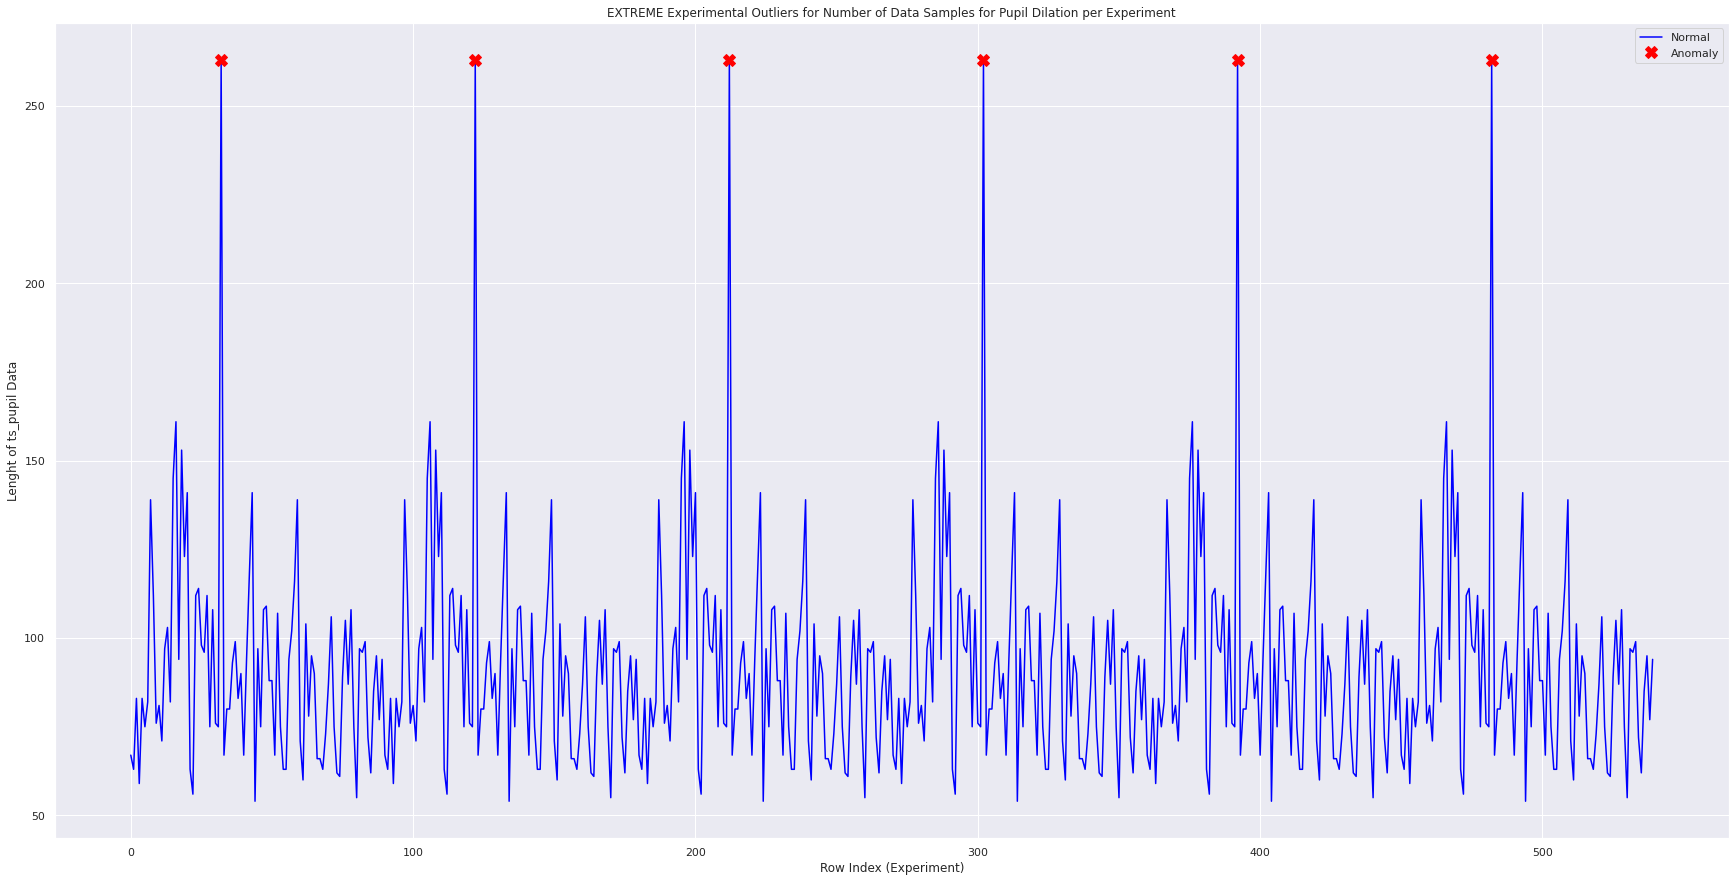 EXTREME Experimental Outliers for Number of Data Samples for Pupil Dilation per Experiment
Normal
Anomaly
250
200
150
100
50
Lenght of ts_pupil Data
0 100 200 300 400 500
Row Index (Experiment)